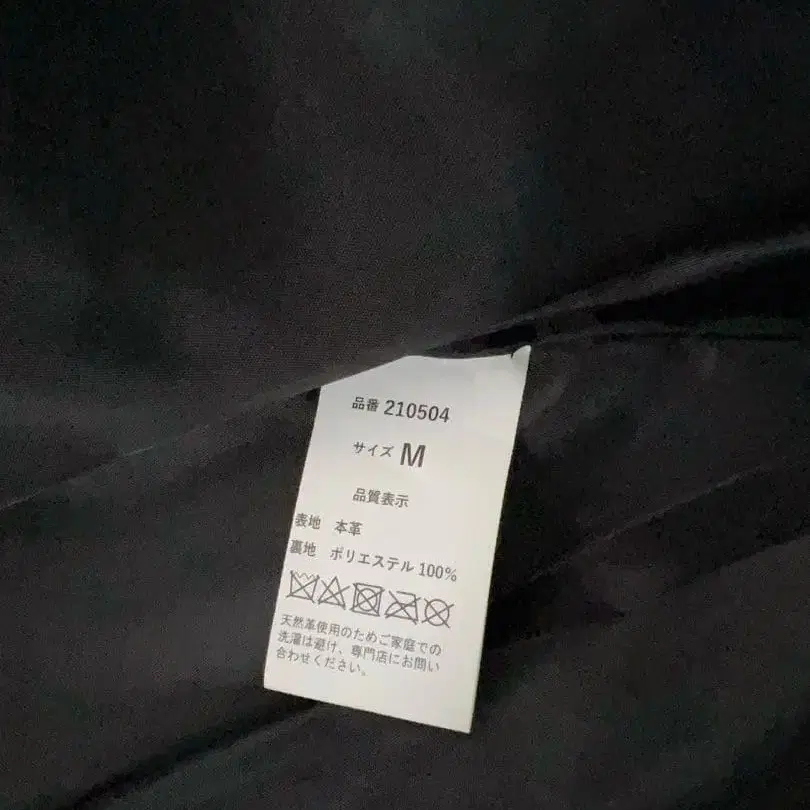 品番 210504
サイズ M
品質表示
表地 本革
裏地 ポリエステル 100%
天然革使用のためご家庭での
洗濯は避け、専門店にお問い
合わせください。